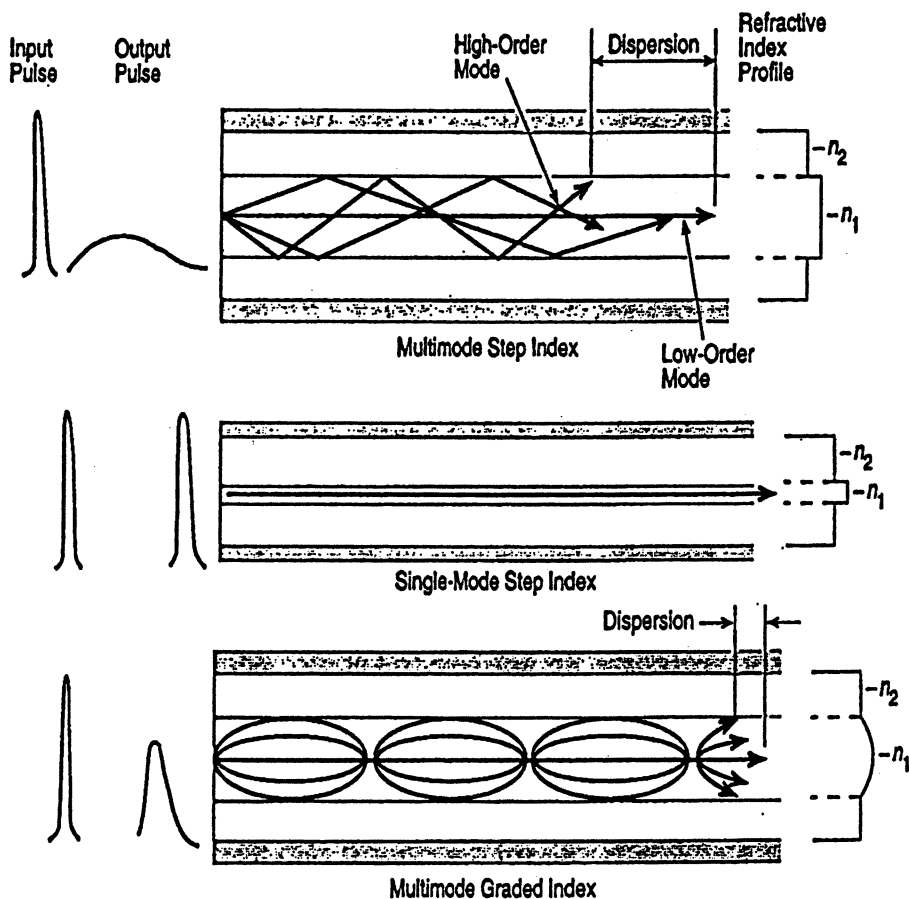 Input
Pulse
Output
Pulse
High-Order
Mode
Dispersion
Refractive
Index
Profile
-n2
-n1
Multimode Step Index
Low-Order
Mode
-n2
-n1
Single-Mode Step Index
Dispersion
-n2
-n1
Multimode Graded Index